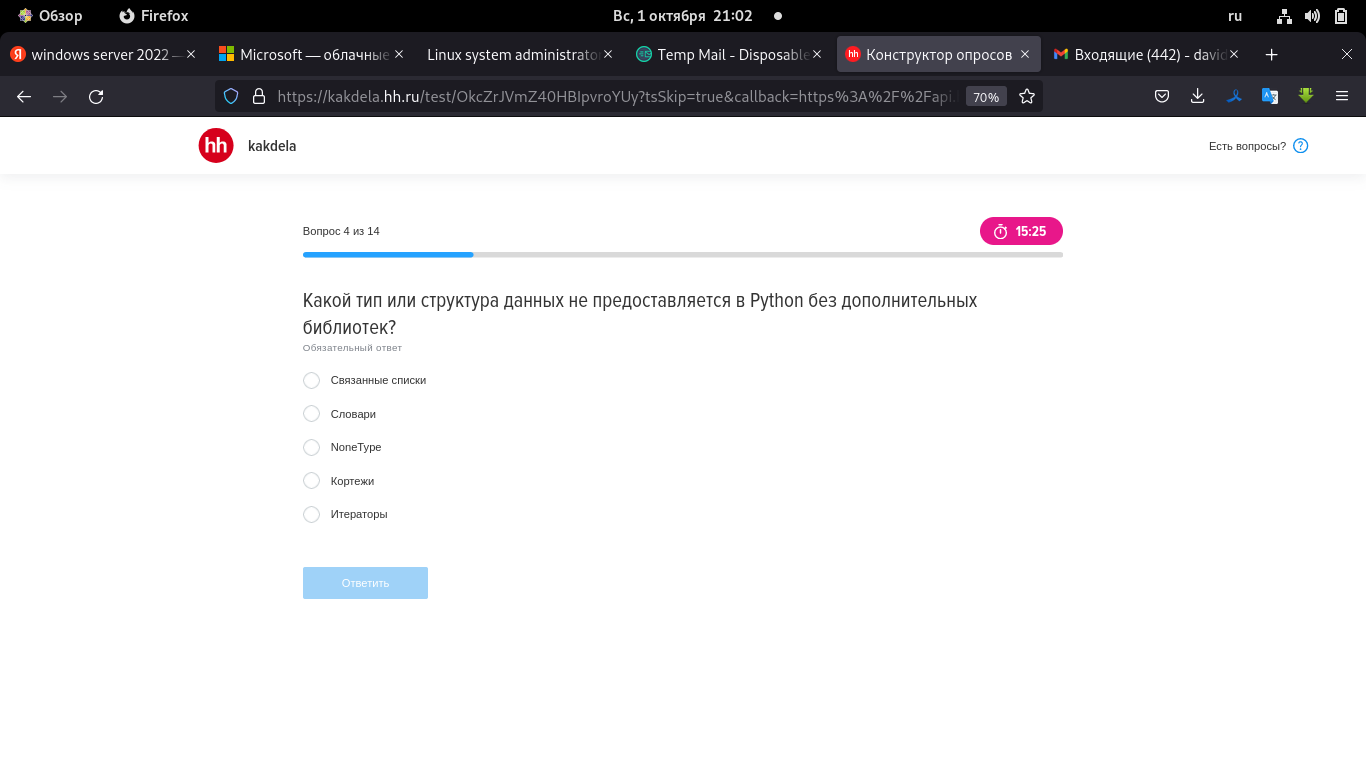 Обзор
Firefox
Вс, 1 октября 21:02
ru
windows server 2022 —
Microsoft — облачные
Linux system administrator
Temp Mail - Disposable
Конструктор опросов
Входящие (442) - david
https://kakdela.hh.ru/test/OkcZrJVmZ40HBIpvroYUy?tsSkip=true&callback=https%3A%2F%2Fapi.
70%
hh kakdela
Есть вопросы? ?
Вопрос 4 из 14
15:25
Какой тип или структура данных не предоставляется в Python без дополнительных
библиотек?
Обязательный ответ
Связанные списки
Словари
NoneType
Кортежи
Итераторы
Ответить